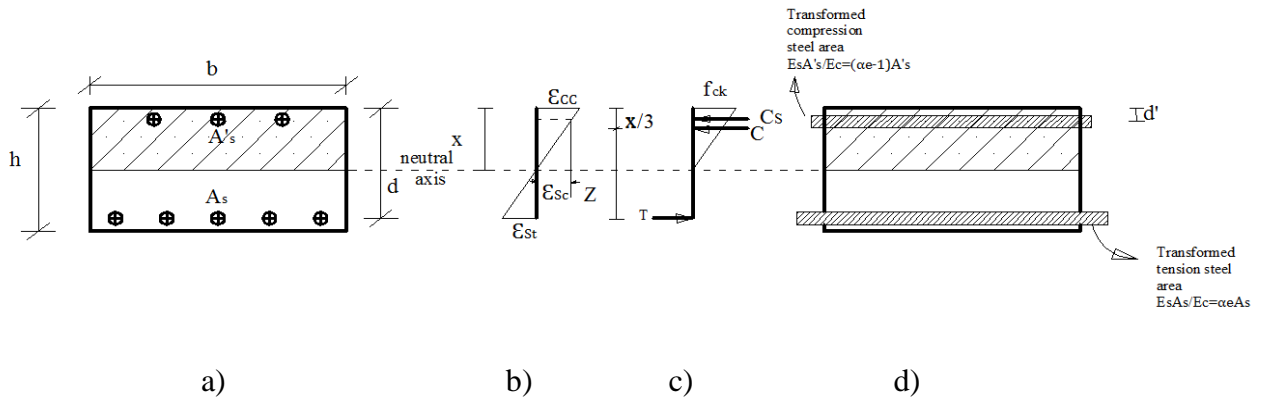 b
h
A's
As
x
d
neutral
axis
εcc
εsc
εst
Z
fck
x/3
Cs
C
T
Transformed
compression
steel area
EsA's/Ec=(αe-1)A's
d'
Transformed
tension steel
area
EsAs/Ec=αeAs
a)
b)
c)
d)